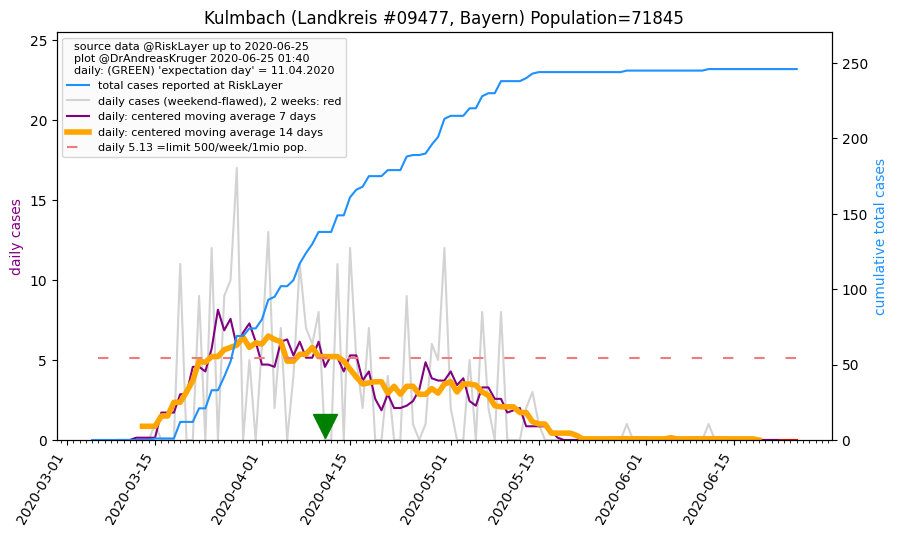 Kulmbach (Landkreis #09477, Bayern) Population=71845
source data @RiskLayer up to 2020-06-25
plot @DrAndreasKruger 2020-06-25 01:40
daily: (GREEN) 'expectation day' = 11.04.2020
total cases reported at RiskLayer
daily cases (weekend-flawed), 2 weeks: red
daily: centered moving average 7 days
daily: centered moving average 14 days
daily 5.13 =limit 500/week/1mio pop.
daily cases
25
20
15
10
5
0
cumulative total cases
250
200
150
100
50
0
2020-03-01
2020-03-15
2020-04-01
2020-04-15
2020-05-01
2020-05-15
2020-06-01
2020-06-15